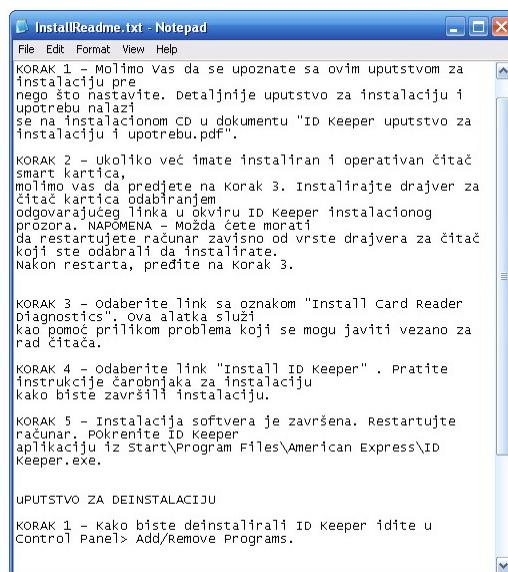 InstallReadme.txt - Notepad
File Edit Format View Help
KORAK 1 - Molimo Vas da se upoznate sa ovim uputstvom za
instalaciju pre
nego što nastavite. Detaljnije uputstvo za instalaciju i
upotrebu nalazi
se na instalacionom CD u dokumentu "ID Keeper uputstvo za
instalaciju i upotrebu.pdf".
KORAK 2 - Ukoliko već imate instaliran i operativan čitač
smart kartica,
molimo vas da predjete na Korak 3. Instalirajte drajver za
čitač kartica odabiranjem
odgovarajućeg linka u okviru ID Keeper instalacionog
prozora. NAPOMENA - Možda ćete morati
da restartujete računar zavisno od vrste drajvera za čitač
koji ste odabrali da instalirate.
Nakon restarta, pređite na Korak 3.
KORAK 3 - Odaberite link sa oznakom "Install Card Reader
Diagnostics". Ova alatka služi
kao pomoć prilikom problema koji se mogu javiti vezano za
rad čitača.
KORAK 4 - Odaberite link "Install ID Keeper" . Pratite
instrukcije čarobnjaka za instalaciju
kako biste završili instalaciju.
KORAK 5 - Instalacija softvera je završena. Restartujte
računar. POkrenite ID Keeper
aplikaciju iz Start\Program Files\American Express\ID
Keeper.exe.
uPUTSTVO ZA DEINSTALACIJU
KORAK 1 - Kako biste deinstalirali ID Keeper idite u
Control Panel> Add/Remove Programs.